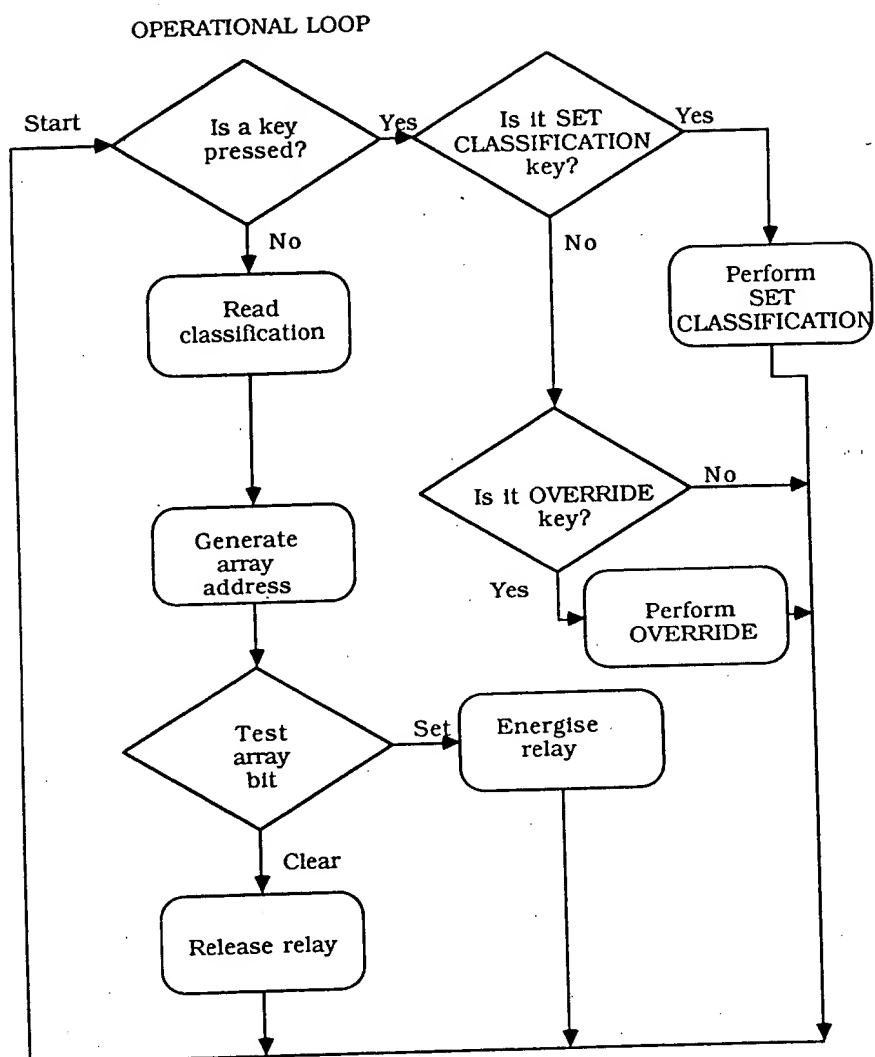 OPERATIONAL LOOP
Start
Is a key
pressed?
Yes
Is it SET
CLASSIFICATION
key?
Yes
No
No
Read
classification
Perform
SET
CLASSIFICATION
Is it OVERRIDE
key?
No
Generate
array
address
Yes
Perform
OVERRIDE
Test
array
bit
Set
Energise
relay
Clear
Release relay